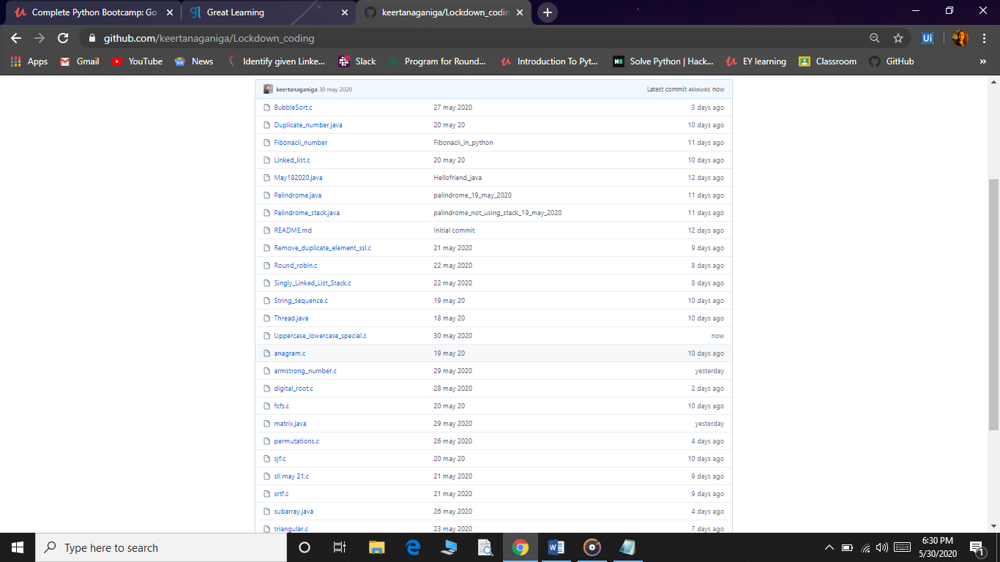 Complete Python Bootcamp: Go
Great Learning
keertanaganiga/Lockdown_coding
github.com/keertanaganiga/Lockdown_coding
Apps Gmail YouTube News Identify given Linke... Slack Program for Round... Introduction To Pyt... Solve Python | Hack... EY learning Classroom GitHub »
keertanaganiga 30 may 2020 Latest commit 46b6e81 now
BubbleSort.c 27 may 2020 3 days ago
Duplicate_number.java 20 may 20 10 days ago
Fibonacii_number Fibonacii_in_python 11 days ago
Linked_list.c 20 may 20 10 days ago
May182020.java Hellofriend_java 12 days ago
Palindrome.java palindrome_19_may_2020 11 days ago
Palindrome_stack.java palindrome_not_using_stack_19_may_2020 11 days ago
README.md Initial commit 12 days ago
Remove_duplicate_element_ssl.c 21 may 2020 9 days ago
Round_robin.c 22 may 2020 8 days ago
Singly_Linked_List_Stack.c 22 may 2020 8 days ago
String_sequence.c 19 may 20 10 days ago
Thread.java 18 may 20 10 days ago
Uppercase_lowercase_special.c 30 may 2020 now
anagram.c 19 may 20 10 days ago
armstrong_number.c 29 may 2020 yesterday
digital_root.c 28 may 2020 2 days ago
fcfs.c 20 may 20 10 days ago
matrix.java 29 may 2020 yesterday
permutations.c 26 may 2020 4 days ago
sjf.c 20 may 20 10 days ago
sll may 21.c 21 may 2020 9 days ago
srtf.c 21 may 2020 9 days ago
subarray.java 26 may 2020 4 days ago
triangular.c 23 may 2020 7 days ago
Type here to search
6:30 PM
5/30/2020
1